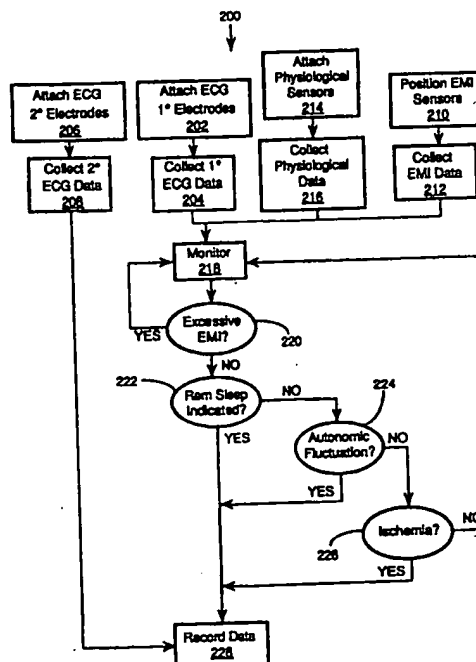 200
Attach ECG
2° Electrodes
206
Attach ECG
1° Electrodes
202
Attach
Physiological
Sensors
214
Position EMI
Sensors
210
Collect 2°
ECG Data
208
Collect 1°
ECG Data
204
Collect
Physiological
Data
216
Collect
EMI Data
212
Monitor
218
Excessive
EMI?
YES
220
NO
222
Rem Sleep
Indicated?
NO
224
YES
Autonomic
Fluctuation?
NO
YES
Ischemia?
NO
226
YES
Record Data
228